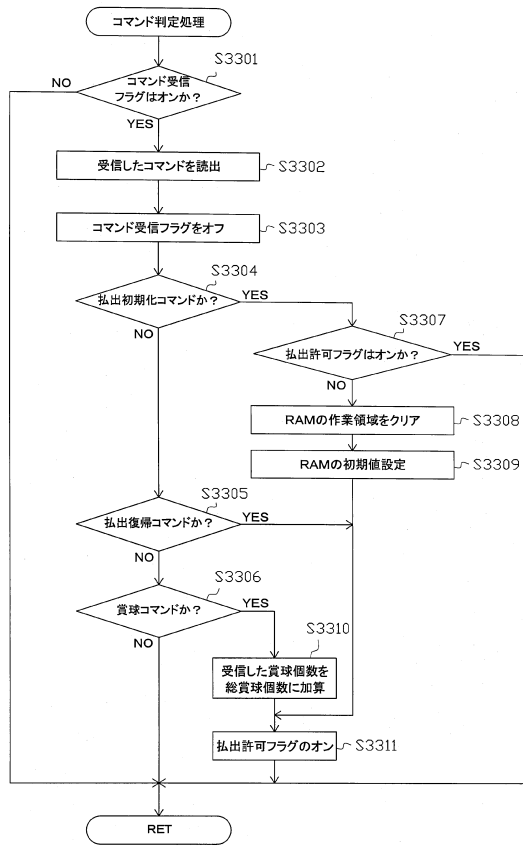 コマンド判定処理
S3301
コマンド受信
フラグはオンか？
NO
YES
受信したコマンドを読出
S3302
コマンド受信フラグをオフ
S3303
S3304
払出初期化コマンドか？
YES
NO
S3307
払出許可フラグはオンか？
YES
NO
RAMの作業領域をクリア
S3308
RAMの初期値設定
S3309
S3305
払出復帰コマンドか？
YES
NO
S3306
賞球コマンドか？
YES
NO
S3310
受信した賞球個数を
総賞球個数に加算
払出許可フラグのオン
S3311
RET